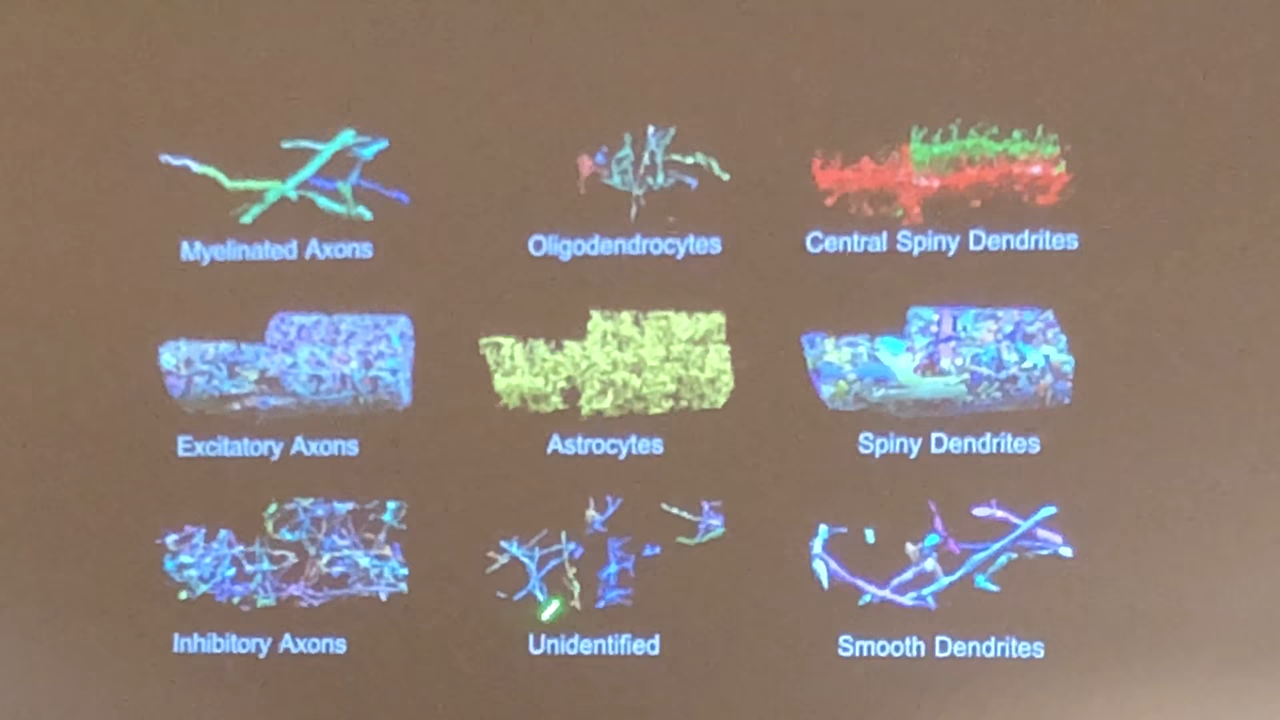 Myelinated Axons
Oligodendrocytes
Central Spiny Dendrites
Excitatory Axons
Astrocytes
Spiny Dendrites
Inhibitory Axons
Unidentified
Smooth Dendrites